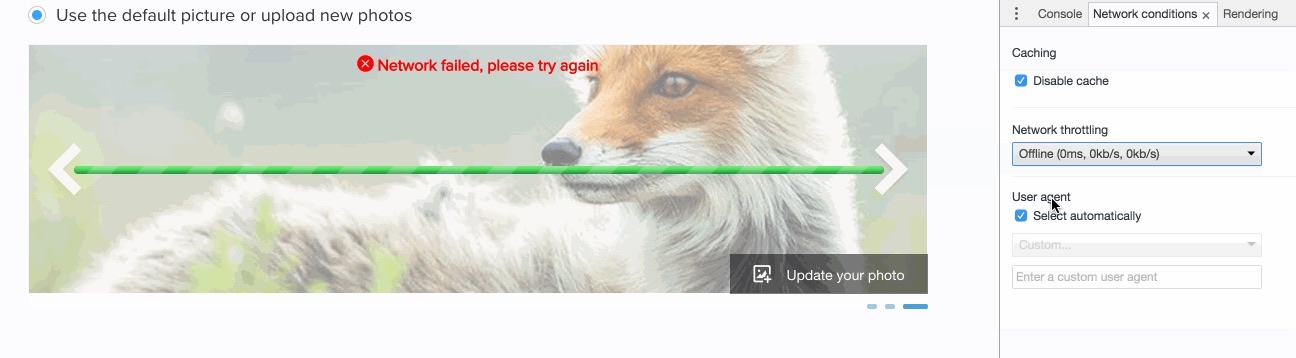 Use the default picture or upload new photos
Network failed, please try again
Update your photo
Console
Network conditions
Rendering
Caching
Disable cache
Network throttling
Offline (0ms, 0kb/s, 0kb/s)
User agent
Select automatically
Custom...
Enter a custom user agent